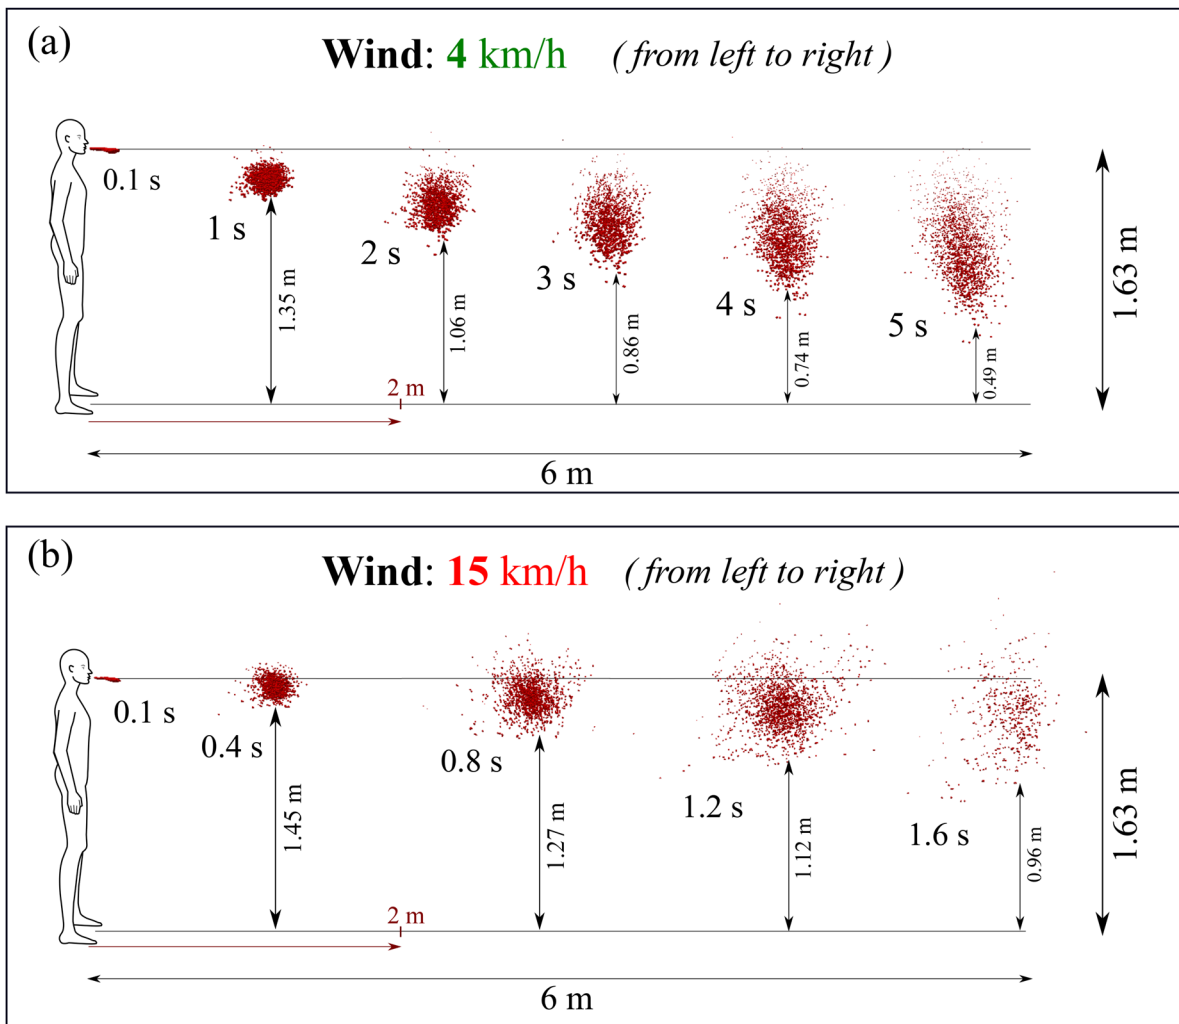 (a)
Wind: 4 km/h ( from left to right )
0.1 s
1 s
2 s
3 s
4 s
5 s
1.35 m
1.06 m
0.86 m
0.74 m
0.49 m
1.63 m
2 m
6 m
(b)
Wind: 15 km/h ( from left to right )
0.1 s
0.4 s
0.8 s
1.2 s
1.6 s
1.45 m
1.27 m
1.12 m
0.96 m
1.63 m
2 m
6 m